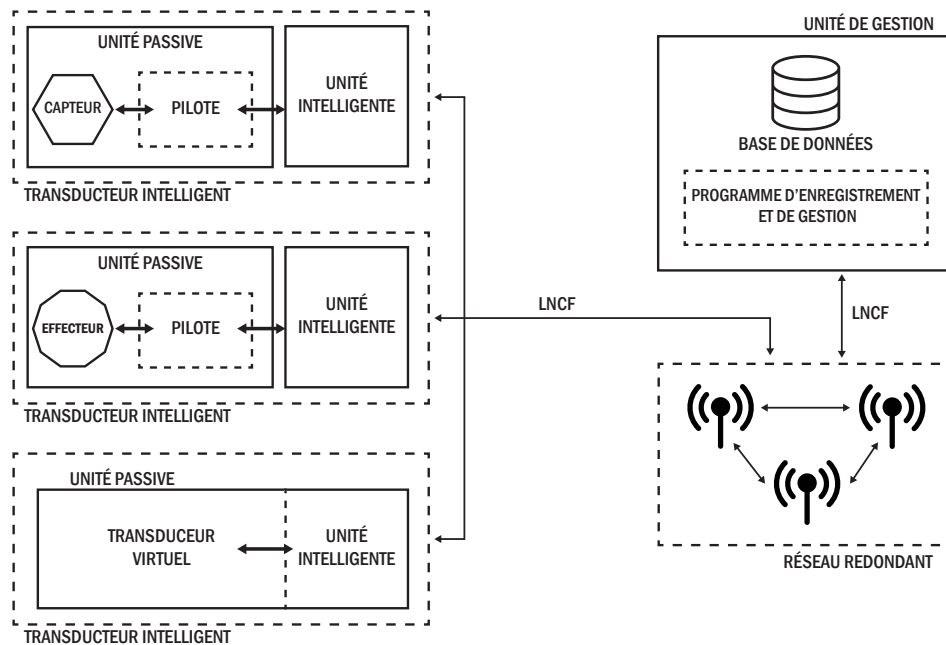 UNITÉ PASSIVE
CAPTEUR
PILOTE
UNITÉ
INTELLIGENTE
TRANSDUCTEUR INTELLIGENT
UNITÉ PASSIVE
EFFECTEUR
PILOTE
UNITÉ
INTELLIGENTE
TRANSDUCTEUR INTELLIGENT
UNITÉ PASSIVE
TRANSDUCEUR
VIRTUEL
UNITÉ
INTELLIGENTE
TRANSDUCTEUR INTELLIGENT
LNCF
UNITÉ DE GESTION
BASE DE DONNÉES
PROGRAMME D'ENREGISTREMENT
ET DE GESTION
LNCF
RÉSEAU REDONDANT